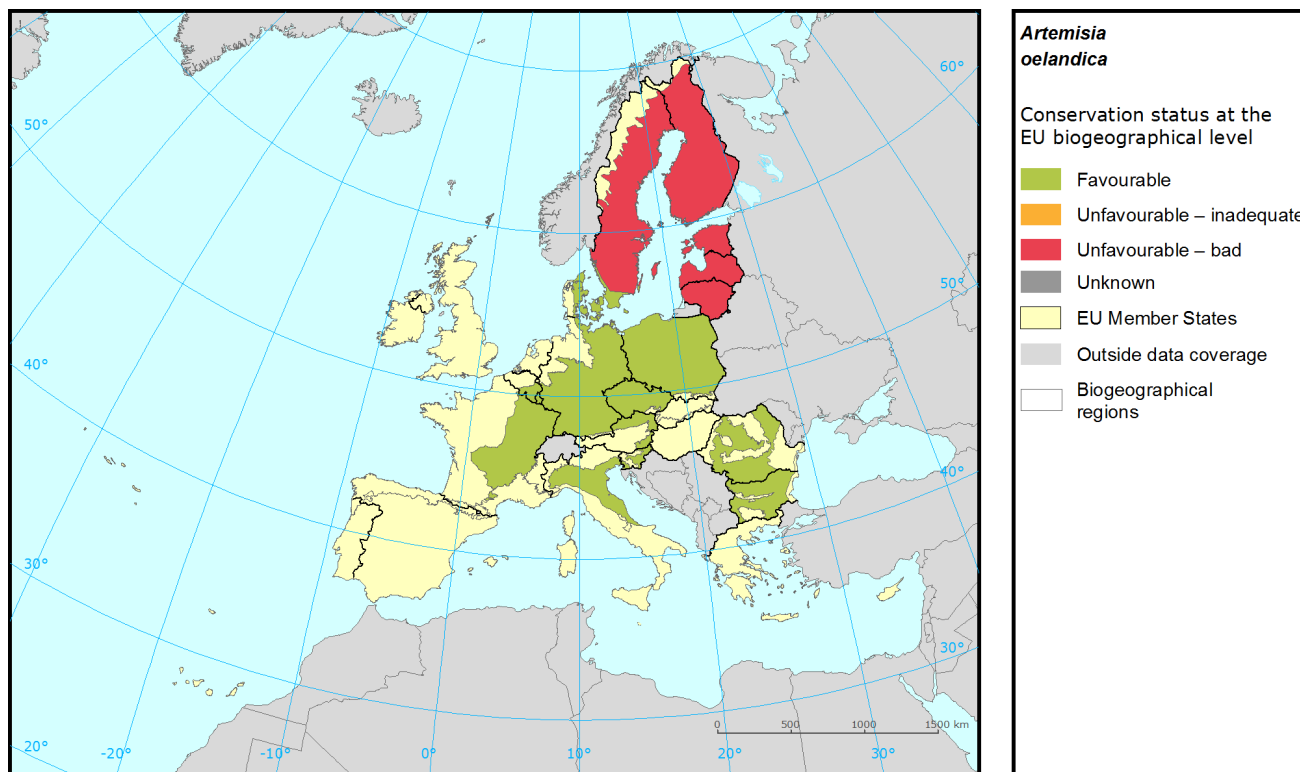 Artemisia
oelandica
Conservation status at the
EU biogeographical level
Favourable
Unfavourable – inadequate
Unfavourable – bad
Unknown
EU Member States
Outside data coverage
Biogeographical
regions
60°
50°
50°
40°
40°
30°
30°
20°
-20°
-10°
0°
10°
20°
30°
0 500 1000 1500 km